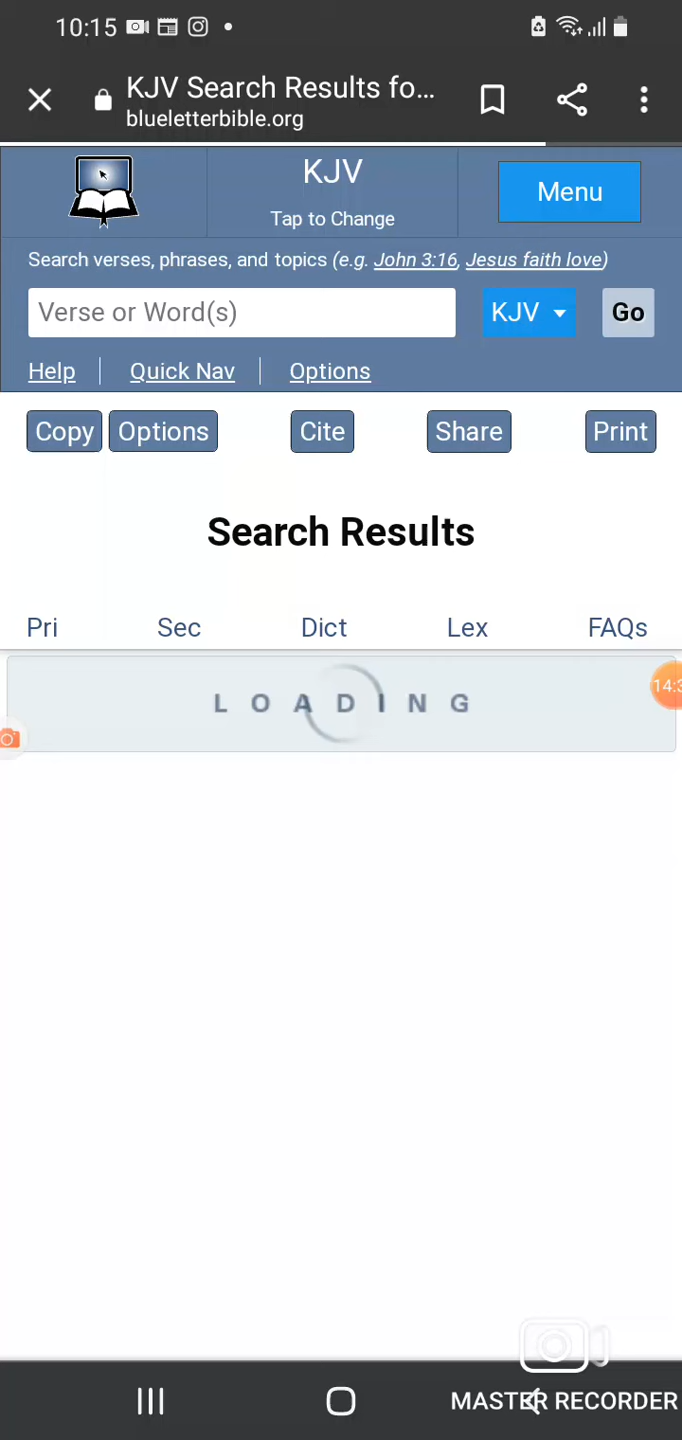 10:15
KJV Search Results fo...
blueletterbible.org
KJV
Tap to Change
Menu
Search verses, phrases, and topics (e.g. John 3:16, Jesus faith love)
Verse or Word(s)
KJV
Go
Help
Quick Nav
Options
Copy
Options
Cite
Share
Print
Search Results
Pri
Sec
Dict
Lex
FAQs
LOADING
MASTER RECORDER